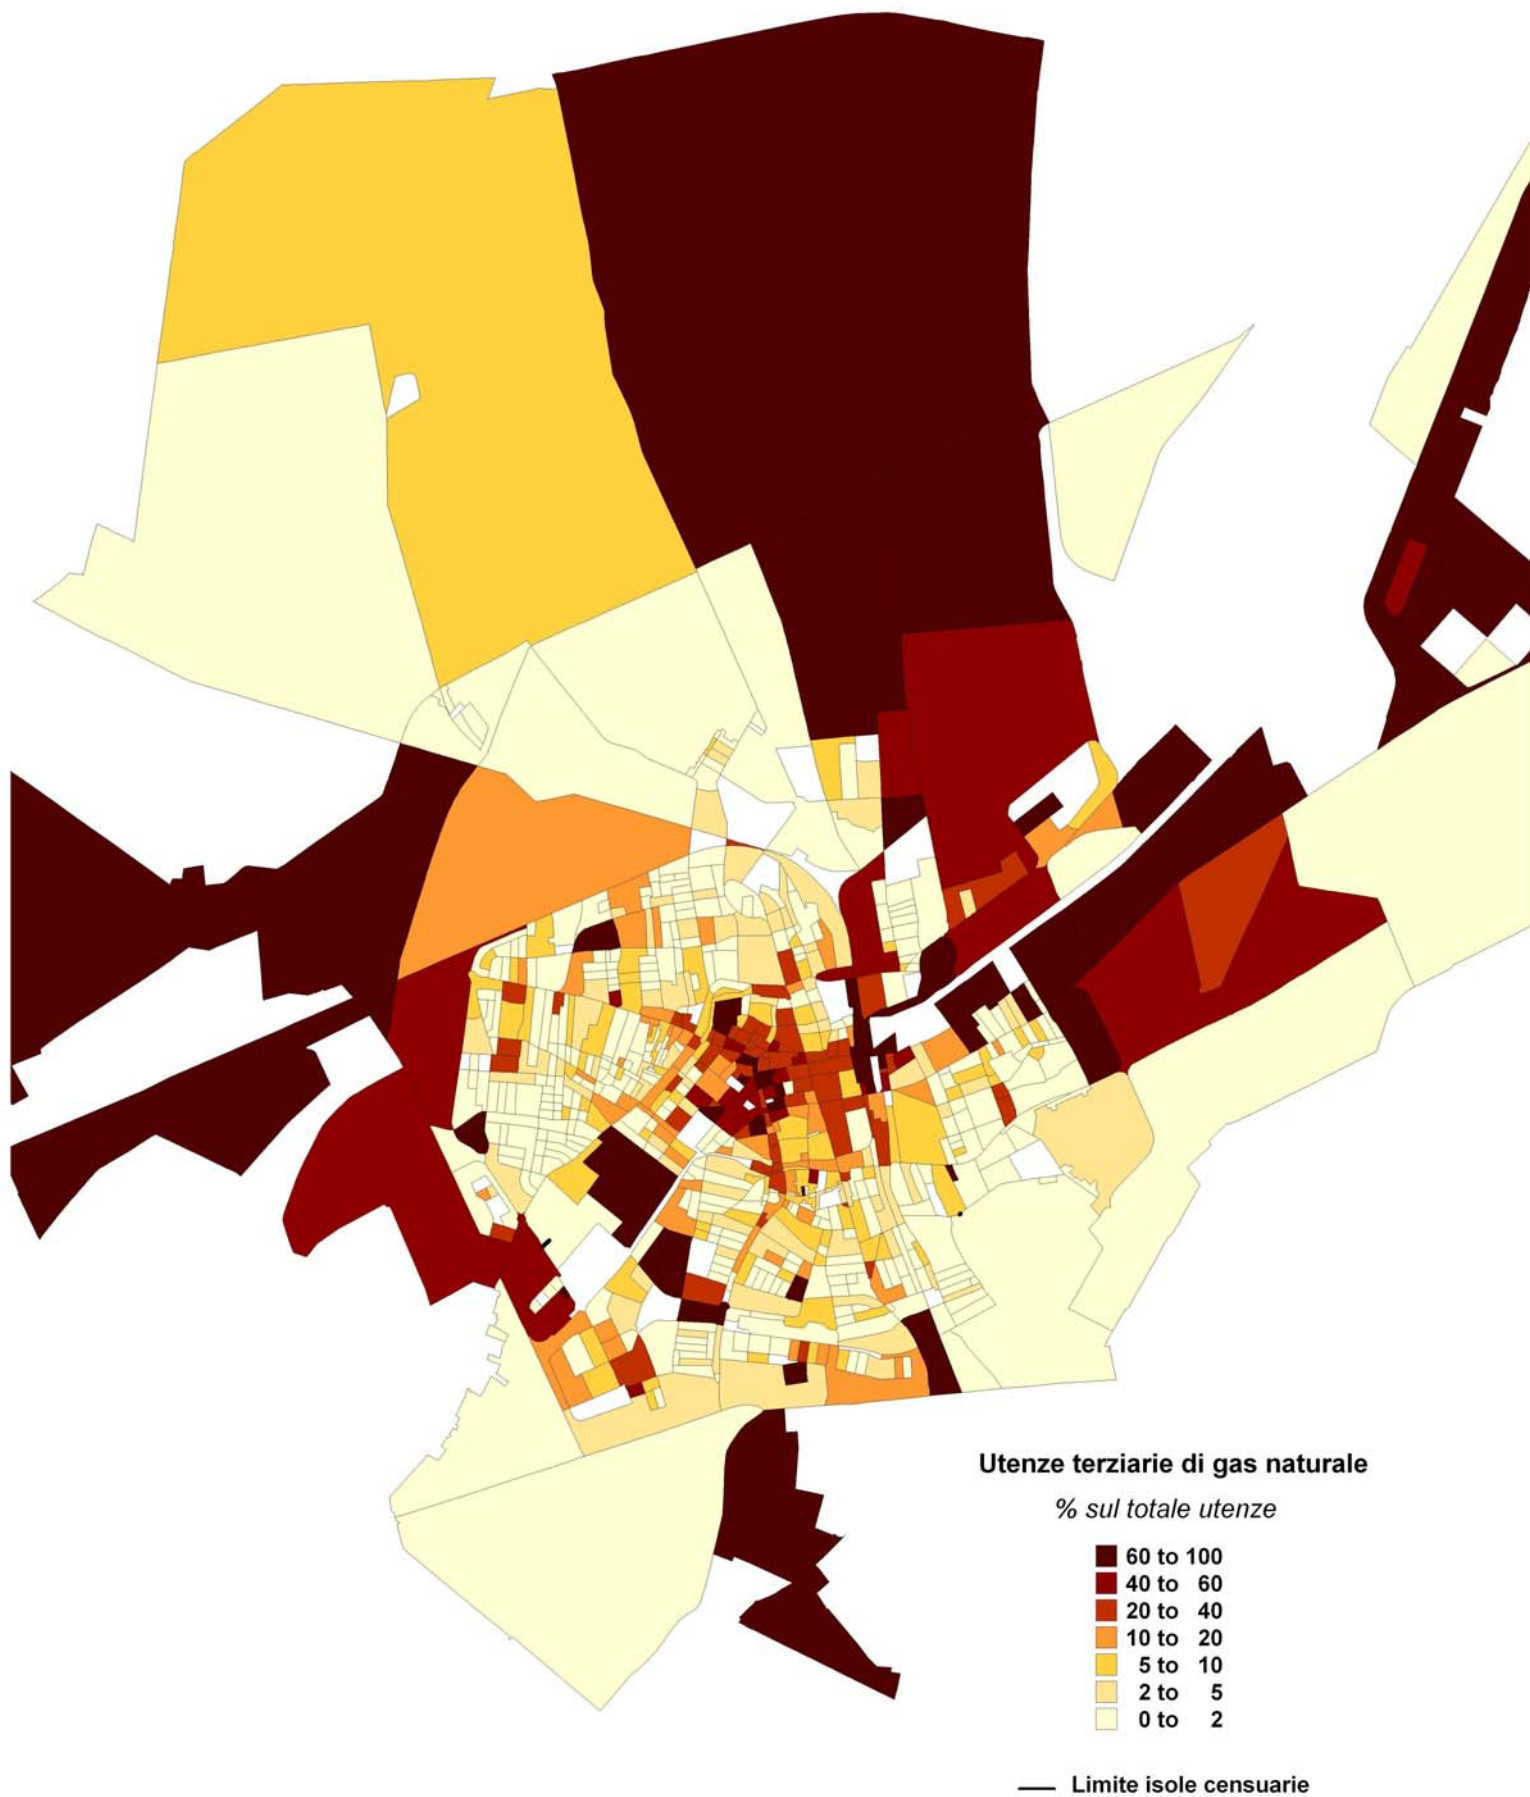 Utenze terziarie di gas naturale
% sul totale utenze
60 to 100
40 to 60
20 to 40
10 to 20
5 to 10
2 to 5
0 to 2
Limite isole censuarie